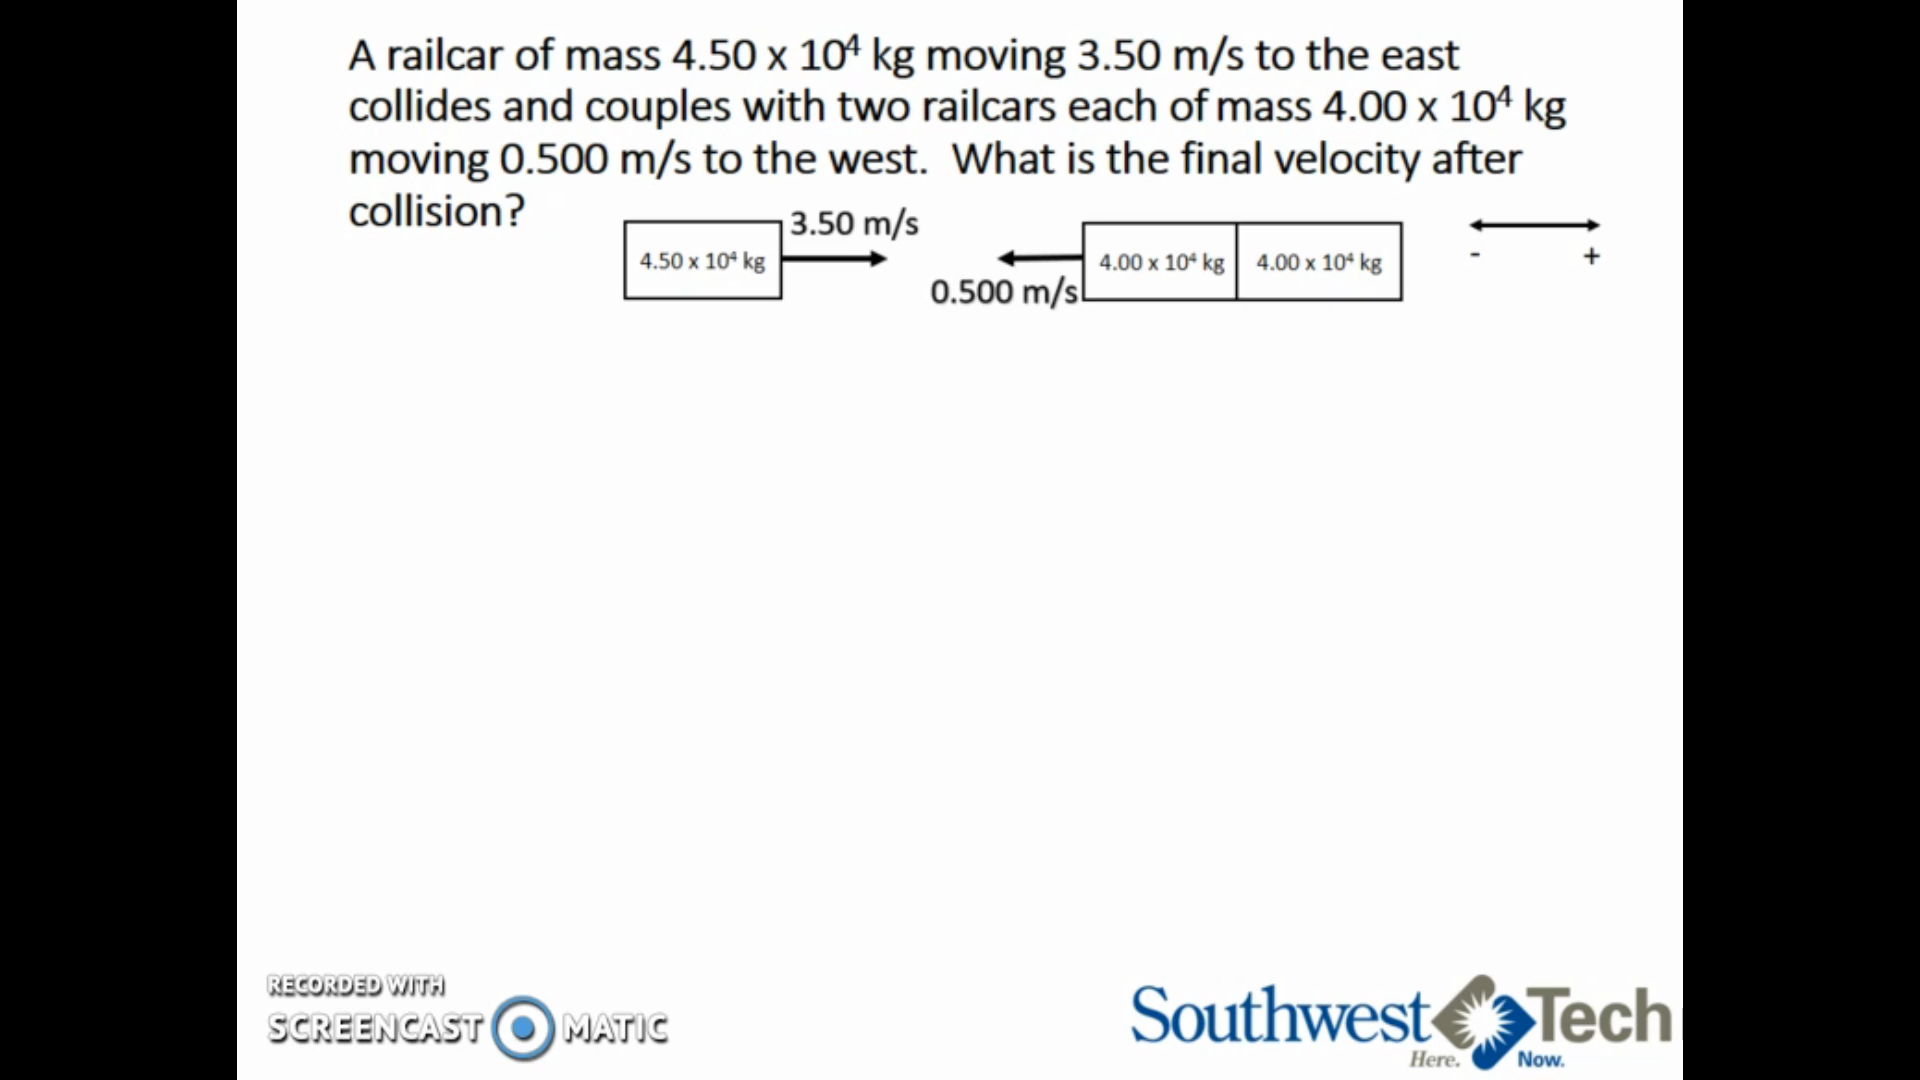 A railcar of mass 4.50 x 10⁴ kg moving 3.50 m/s to the east
collides and couples with two railcars each of mass 4.00 x 10⁴ kg
moving 0.500 m/s to the west.  What is the final velocity after
collision?
3.50 m/s
4.50 x 10⁴ kg
0.500 m/s
4.00 x 10⁴ kg
4.00 x 10⁴ kg
- +
RECORDED WITH
SCREENCAST MATIC
Southwest Tech
Here. Now.